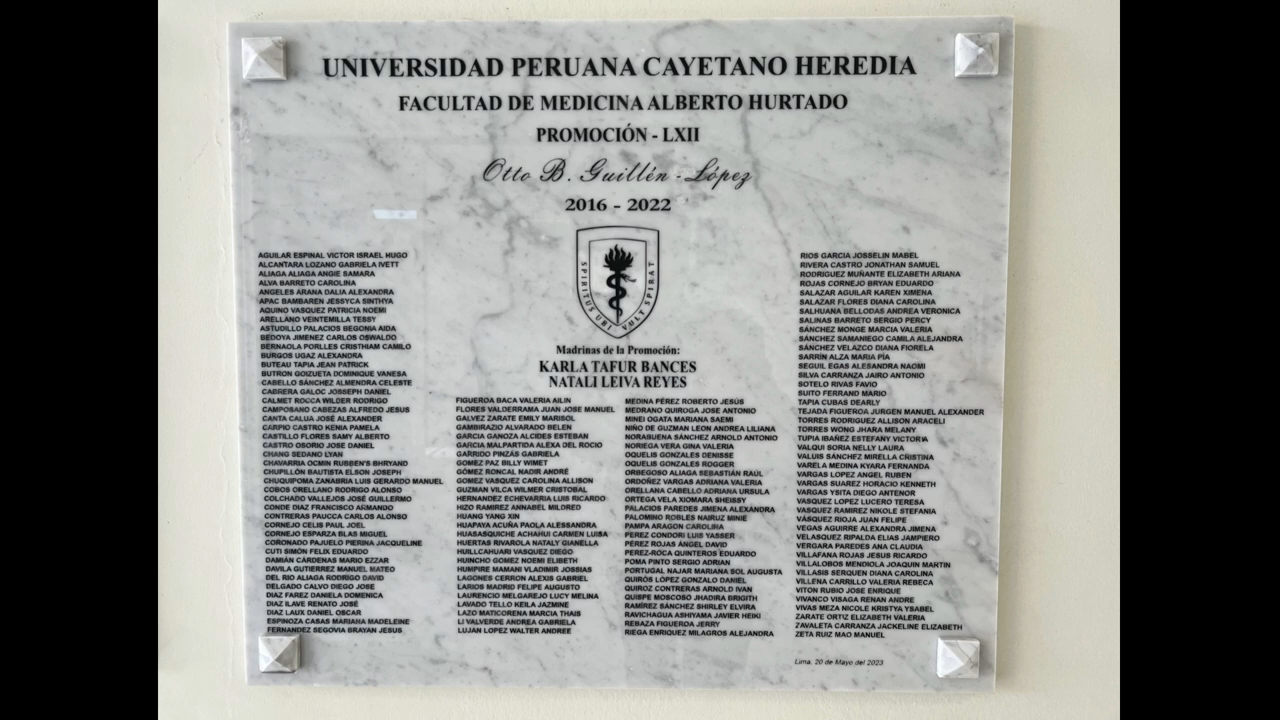 UNIVERSIDAD PERUANA CAYETANO HEREDIA
FACULTAD DE MEDICINA ALBERTO HURTADO
PROMOCIÓN - LXII
Otto B. Guillén - López
2016 - 2022
SPIRITUS UBI VULT SPIRAT
Madrinas de la Promoción:
KARLA TAFUR BANCES
NATALI LEIVA REYES
AGUILAR ESPINAL VICTOR ISRAEL HUGO
ALCANTARA LOZANO GABRIELA IVETT
ALIAGA ALIAGA ANGIE SAMARA
ALVA BARRETO CAROLINA
ANGELES ARANA DALIA ALEXANDRA
APAC BAMBAREN JESSYCA SINTHYA
AQUINO VASQUEZ PATRICIA NOEMI
ARELLANO VEINTEMILLA TESSY
ASTUDILLO PALACIOS BEGONIA AIDA
BEDOYA JIMENEZ CARLOS OSWALDO
BERNAOLA PORLLES CRISTHIAM CAMILO
BURGOS UGAZ ALEXANDRA
BUTEAU TAPIA JEAN PATRICK
BUTRON GOIZUETA DOMINIQUE VANESA
CABELLO SÁNCHEZ ALMENDRA CELESTE
CABRERA GALOC JOSSEPH DANIEL
CALMET ROCCA WILDER RODRIGO
CAMPOBANO CABEZAS ALFREDO JESUS
CANTA CALUA JOSÉ ALEXANDER
CARPIO CASTRO KENIA PAMELA
CASTILLO FLORES SAMY ALBERTO
CASTRO OSORIO JOSE DANIEL
CHANG SEDANO LYAN
CHAVARRIA OCMIN RUBBEN'S BHRYAND
CHUPILLÓN BAUTISTA ELSON JOSEPH
CHUQUIPOMA ZANABRIA LUIS GERARDO MANUEL
COBOS ORELLANO RODRIGO ALONSO
COLCHADO VALLEJOS JOSÉ GUILLERMO
CONDE DIAZ FRANCISCO ARMANDO
CONTRERAS PAUCCA CARLOS ALONSO
CORNEJO CELIS PAUL JOEL
CORNEJO ESPARZA BLAS MIGUEL
CORONADO PAJUELO PIERINA JACQUELINE
CUTI SIMÓN FELIX EDUARDO
DAMIÁN CÁRDENAS MARIO EZZAR
DAVILA GUTIERREZ MANUEL MATEO
DEL RIO ALIAGA RODRIGO DAVID
DELGADO CALVO DIEGO JOSE
DIAZ FAREZ DANIELA DOMENICA
DIAZ ILAVE RENATO JOSÉ
DIAZ LAUX DANIEL OSCAR
ESPINOZA CASAS MARIANA MADELEINE
FERNANDEZ SEGOVIA BRAYAN JESUS
FIGUEROA BACA VALERIA AILIN
FLORES VALDERRAMA JUAN JOSE MANUEL
GALVEZ ZARATE EMILY MARISOL
GAMBIRAZIO ALVARADO BELEN
GARCIA GANOZA ALCIDES ESTEBAN
GARCIA MALPARTIDA ALEXA DEL ROCIO
GARRIDO PINZÁS GABRIELA
GOMEZ PAZ BILLY WIMET
GÓMEZ RONCAL NADIR ANDRÉ
GOMEZ VASQUEZ CAROLINA ALLISON
GUZMAN VILCA WILMER CRISTOBAL
HERNANDEZ ECHEVARRIA LUIS RICARDO
HIZO RAMIREZ ANNABEL MILDRED
HUANG YANG XIN
HUAPAYA ACUÑA PAOLA ALESSANDRA
HUASASQUICHE ACHAHUI CARMEN LUISA
HUERTAS RIVAROLA NATALY GIANELLA
HUILLCAHUARI VASQUEZ DIEGO
HUINCHO GOMEZ NOEMI ELIBETH
HUMPIRE MAMANI VLADIMIR JOSSIAS
LAGONES CERRON ALEXIS GABRIEL
LARIOS MADRID FELIPE AUGUSTO
LAURENCIO MELGAREJO LUCY MELINA
LAVADO TELLO KEILA JAZMINE
LAZO MATICORENA MARCIA THAIS
LI VALVERDE ANDREA GABRIELA
LUJAN LOPEZ WALTER ANDREE
MEDINA PÉREZ ROBERTO JESÚS
MEDRANO QUIROGA JOSE ANTONIO
MINEI OGATA MARIANA SAEMI
NIÑO DE GUZMAN LEON ANDREA LILIANA
NORABUENA SÁNCHEZ ARNOLD ANTONIO
NORIEGA VERA GINA VALERIA
OQUELIS GONZALES DENISSE
OQUELIS GONZALES ROGGER
ORBEGOSO ALIAGA SEBASTIÁN RAÚL
ORDOÑEZ VARGAS ADRIANA VALERIA
ORELLANA CABELLO ADRIANA URSULA
ORTEGA VELA XIOMARA SHEISSY
PALACIOS PAREDES JIMENA ALEXÁNDRA
PALOMINO ROBLES NAIRUZ MINIE
PAMPA ARAGON CAROLINA
PEREZ CONDORI LUIS YASSER
PEREZ ROJAS ÁNGEL DAVID
PEREZ-ROCA QUINTEROS EDUARDO
POMA PINTO SERGIO ADRIAN
PORTUGAL NAJAR MARIANA SOL AUGUSTA
QUIRÓS LÓPEZ GONZALO DANIEL
QUIROZ CONTRERAS ARNOLD IVAN
QUISPE MOSCOSO JHADIRA BRIGITH
RAMÍREZ SÁNCHEZ SHIRLEY ELVIRA
RAVICHAGUA ASHIYAMA JAVIER HEIKI
REBAZA FIGUEROA JERRY
RIEGA ENRIQUEZ MILAGROS ALEJANDRA
RIOS GARCIA JOSSELIN MABEL
RIVERA CASTRO JONATHAN SAMUEL
RODRIGUEZ MUÑANTE ELIZABETH ARIANA
ROJAS CORNEJO BRYAN EDUARDO
SALAZAR AGUILAR KAREN XIMENA
SALAZAR FLORES DIANA CAROLINA
SALHUANA BELLODAS ANDREA VERONICA
SALINAS BARRETO SERGIO PERCY
SÁNCHEZ MONGE MARCIA VALERIA
SÁNCHEZ SAMANIEGO CAMILA ALEJANDRA
SÁNCHEZ VELAZCO DIANA FIORELA
SARRÍN ALZA MARIA PÍA
SEGUIL EGAS ALESANDRA NAOMI
SILVA CARRANZA JAIRO ANTONIO
SOTELO RIVAS FAVIO
SUITO FERRAND MARIO
TAPIA CUBAS DEARLY
TEJADA FIGUEROA JURGEN MANUEL ALEXANDER
TORRES RODRIGUEZ ALLISON ARACELI
TORRES WONG JHARA MELANY
TUPIA IBAÑEZ ESTEFANY VICTORIA
VALQUI SORIA NELLY LAURA
VALUIS SÁNCHEZ MIRELLA CRISTINA
VARELA MEDINA KYARA FERNANDA
VARGAS LOPEZ ANGEL RUBEN
VARGAS SUAREZ HORACIO KENNETH
VARGAS YSITA DIEGO ANTENOR
VASQUEZ LOPEZ LUCERO TERESA
VASQUEZ RAMIREZ NIKOLE STEFANIA
VÁSQUEZ RIOJA JUAN FELIPE
VEGAS AGUIRRE ALEXANDRA JIMENA
VELASQUEZ RIPALDA ELIAS JAMPIERO
VERGARA PAREDES ANA CLAUDIA
VILLAFANA ROJAS JESUS RICARDO
VILLALOBOS MENDIOLA JOAQUIN MARTIN
VILLASIS SERQUEN DIANA CAROLINA
VILLENA CARRILLO VALERIA REBECA
VITON RUBIO JOSE ENRIQUE
VIVANCO VISAGA RENAN ANDRE
VIVAS MEZA NICOLE KRISTYA YSABEL
ZARATE ORTIZ ELIZABETH VALERIA
ZAVALETA CARRANZA JACKELINE ELIZABETH
ZETA RUIZ MAO MANUEL
Lima, 20 de Mayo del 2023